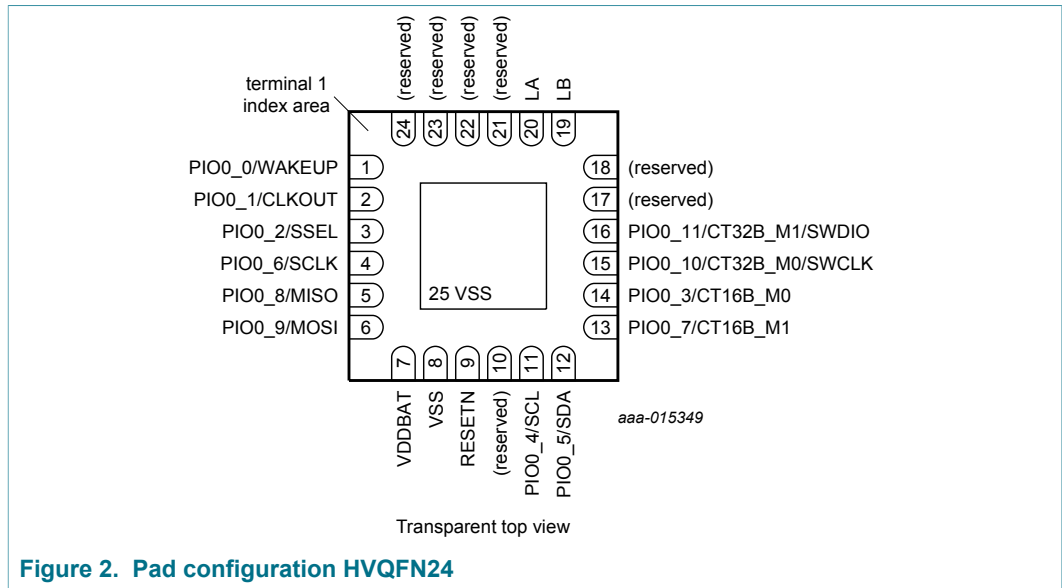 (reserved)
(reserved)
(reserved)
(reserved)
LA
LB
terminal 1
index area
24
23
22
21
20
19
PIO0_0/WAKEUP 1
PIO0_1/CLKOUT 2
PIO0_2/SSEL 3
PIO0_6/SCLK 4
PIO0_8/MISO 5
PIO0_9/MOSI 6
25 VSS
18 (reserved)
17 (reserved)
16 PIO0_11/CT32B_M1/SWDIO
15 PIO0_10/CT32B_M0/SWCLK
14 PIO0_3/CT16B_M0
13 PIO0_7/CT16B_M1
7
8
9
10
11
12
VDDBAT
VSS
RESETN
(reserved)
PIO0_4/SCL
PIO0_5/SDA
aaa-015349
Transparent top view
Figure 2. Pad configuration HVQFN24